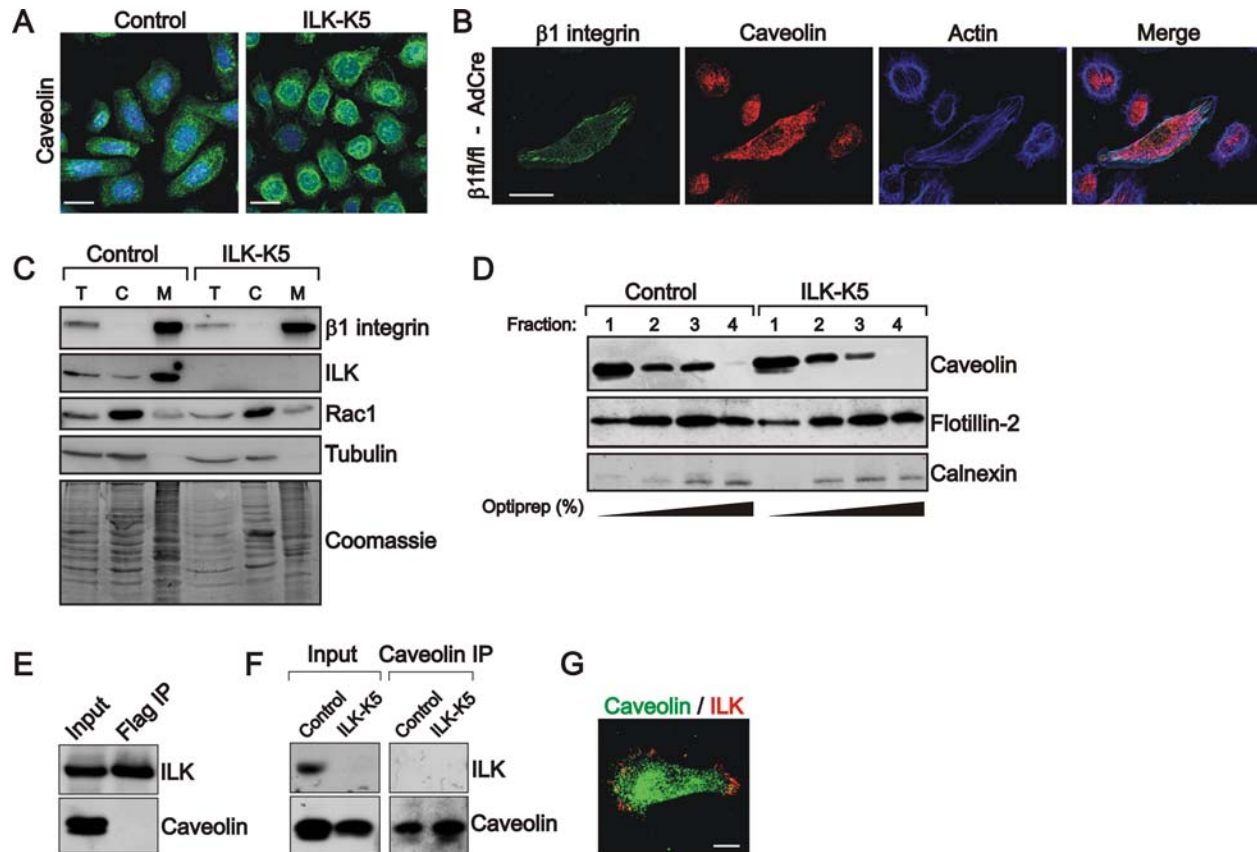 A
Control
ILK-K5
Caveolin
B
β1 integrin
Caveolin
Actin
Merge
β1fl/fl - AdCre
C
Control
ILK-K5
T C M T C M
β1 integrin
ILK
Rac1
Tubulin
Coomassie
D
Control
ILK-K5
Fraction: 1 2 3 4 1 2 3 4
Caveolin
Flotillin-2
Calnexin
Optiprep (%)
E
Input
Flag IP
ILK
Caveolin
F
Input
Caveolin IP
Control
ILK-K5
Control
ILK-K5
ILK
Caveolin
G
Caveolin / ILK